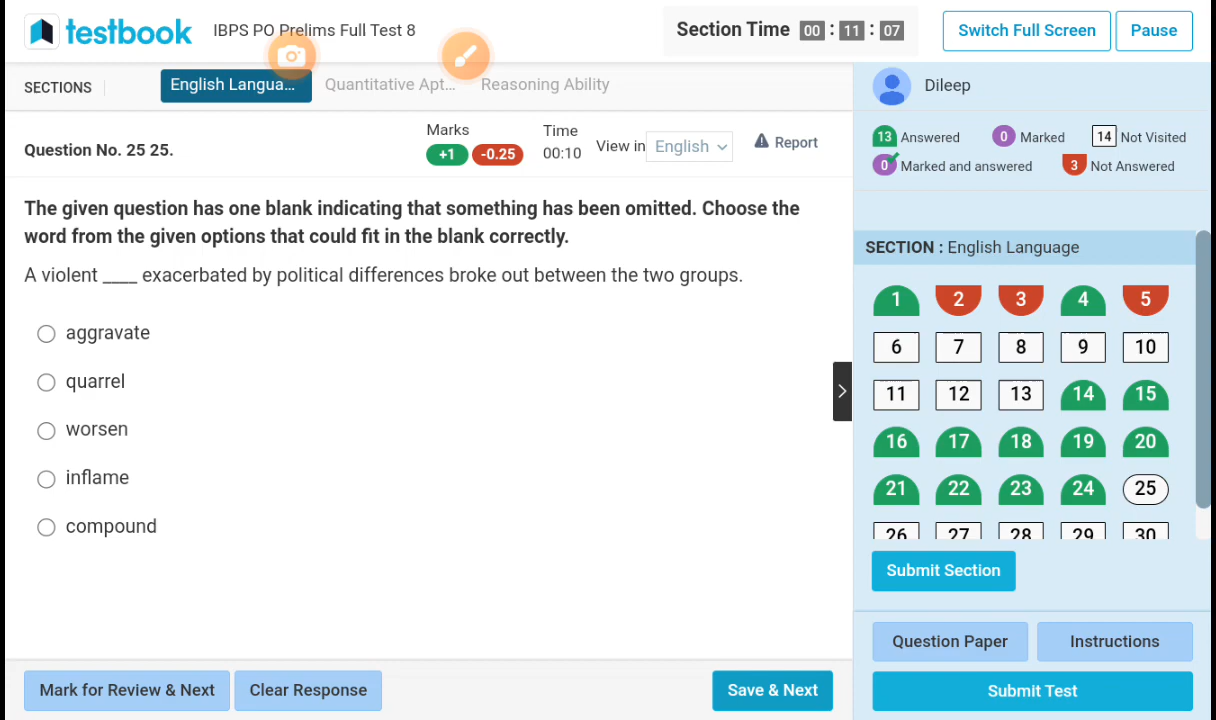 testbook IBPS PO Prelims Full Test 8 Section Time 00 : 11 : 07 Switch Full Screen Pause
SECTIONS English Langua... Quantitative Apt... Reasoning Ability
Dileep
Question No. 25 25.
Marks
+1 -0.25
Time
00:10
View in English
Report
13 Answered 0 Marked 14 Not Visited
0 Marked and answered 3 Not Answered
The given question has one blank indicating that something has been omitted. Choose the
word from the given options that could fit in the blank correctly.
A violent ____ exacerbated by political differences broke out between the two groups.
aggravate
quarrel
worsen
inflame
compound
SECTION : English Language
1 2 3 4 5
6 7 8 9 10
11 12 13 14 15
16 17 18 19 20
21 22 23 24 25
26 27 28 29 30
Submit Section
Question Paper Instructions
Mark for Review & Next Clear Response Save & Next Submit Test